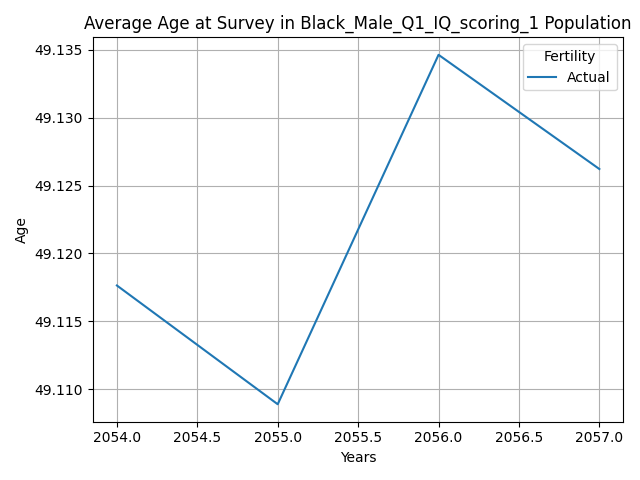 Average Age at Survey in Black_Male_Q1_IQ_scoring_1 Population
Fertility
Actual
49.135
49.130
49.125
49.120
49.115
49.110
Age
2054.0 2054.5 2055.0 2055.5 2056.0 2056.5 2057.0
Years